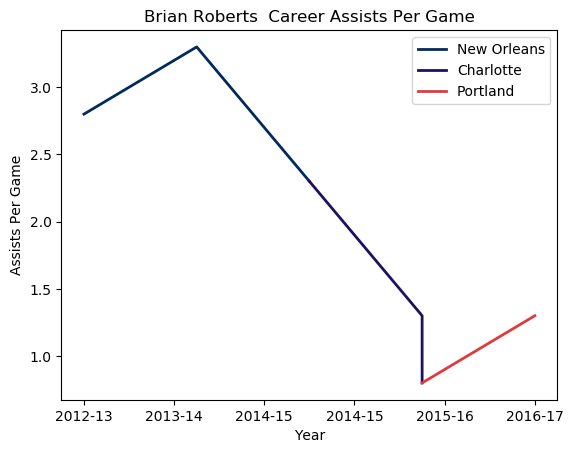 Brian Roberts  Career Assists Per Game
New Orleans
Charlotte
Portland
Assists Per Game
3.0
2.5
2.0
1.5
1.0
2012-13 2013-14 2014-15 2014-15 2015-16 2016-17
Year